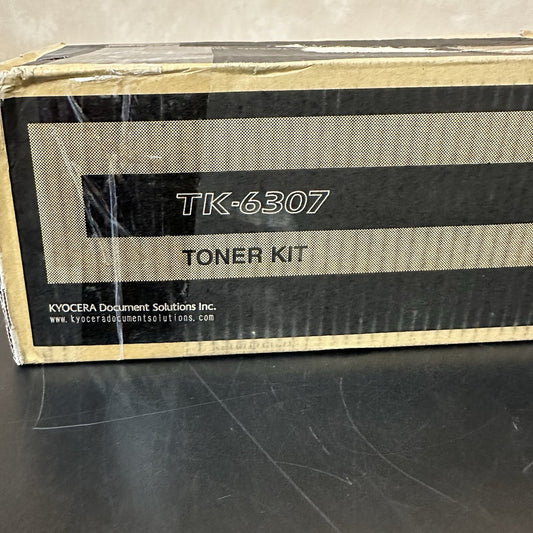 TK-6307
TONER KIT
KYOCERA Document Solutions Inc.
www.kyoceradocumentsolutions.com